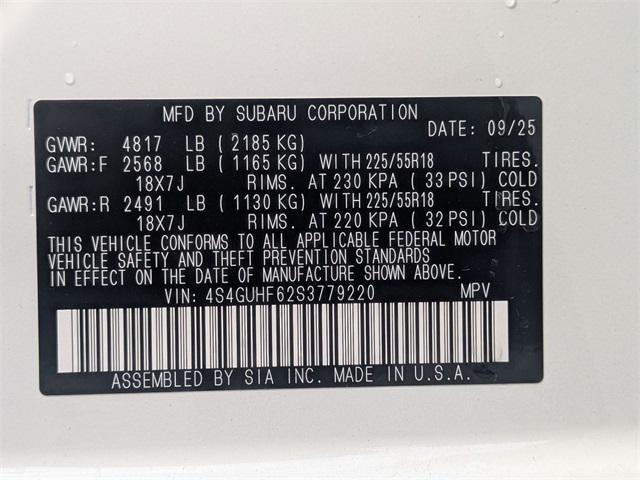 MFD BY SUBARU CORPORATION
DATE: 09/25
GVWR: 4817 LB ( 2185 KG)
GAWR:F 2568 LB ( 1165 KG) WITH 225/55R18 TIRES.
18X7J RIMS. AT 230 KPA ( 33 PSI) COLD
GAWR:R 2491 LB ( 1130 KG) WITH 225/55R18 TIRES.
18X7J RIMS. AT 220 KPA ( 32 PSI) COLD
THIS VEHICLE CONFORMS TO ALL APPLICABLE FEDERAL MOTOR
VEHICLE SAFETY AND THEFT PREVENTION STANDARDS
IN EFFECT ON THE DATE OF MANUFACTURE SHOWN ABOVE.
VIN: 4S4GUHF62S3779220 MPV
ASSEMBLED BY SIA INC. MADE IN U.S.A.